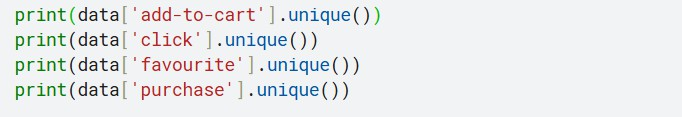 print(data['add-to-cart'].unique())
print(data['click'].unique())
print(data['favourite'].unique())
print(data['purchase'].unique())